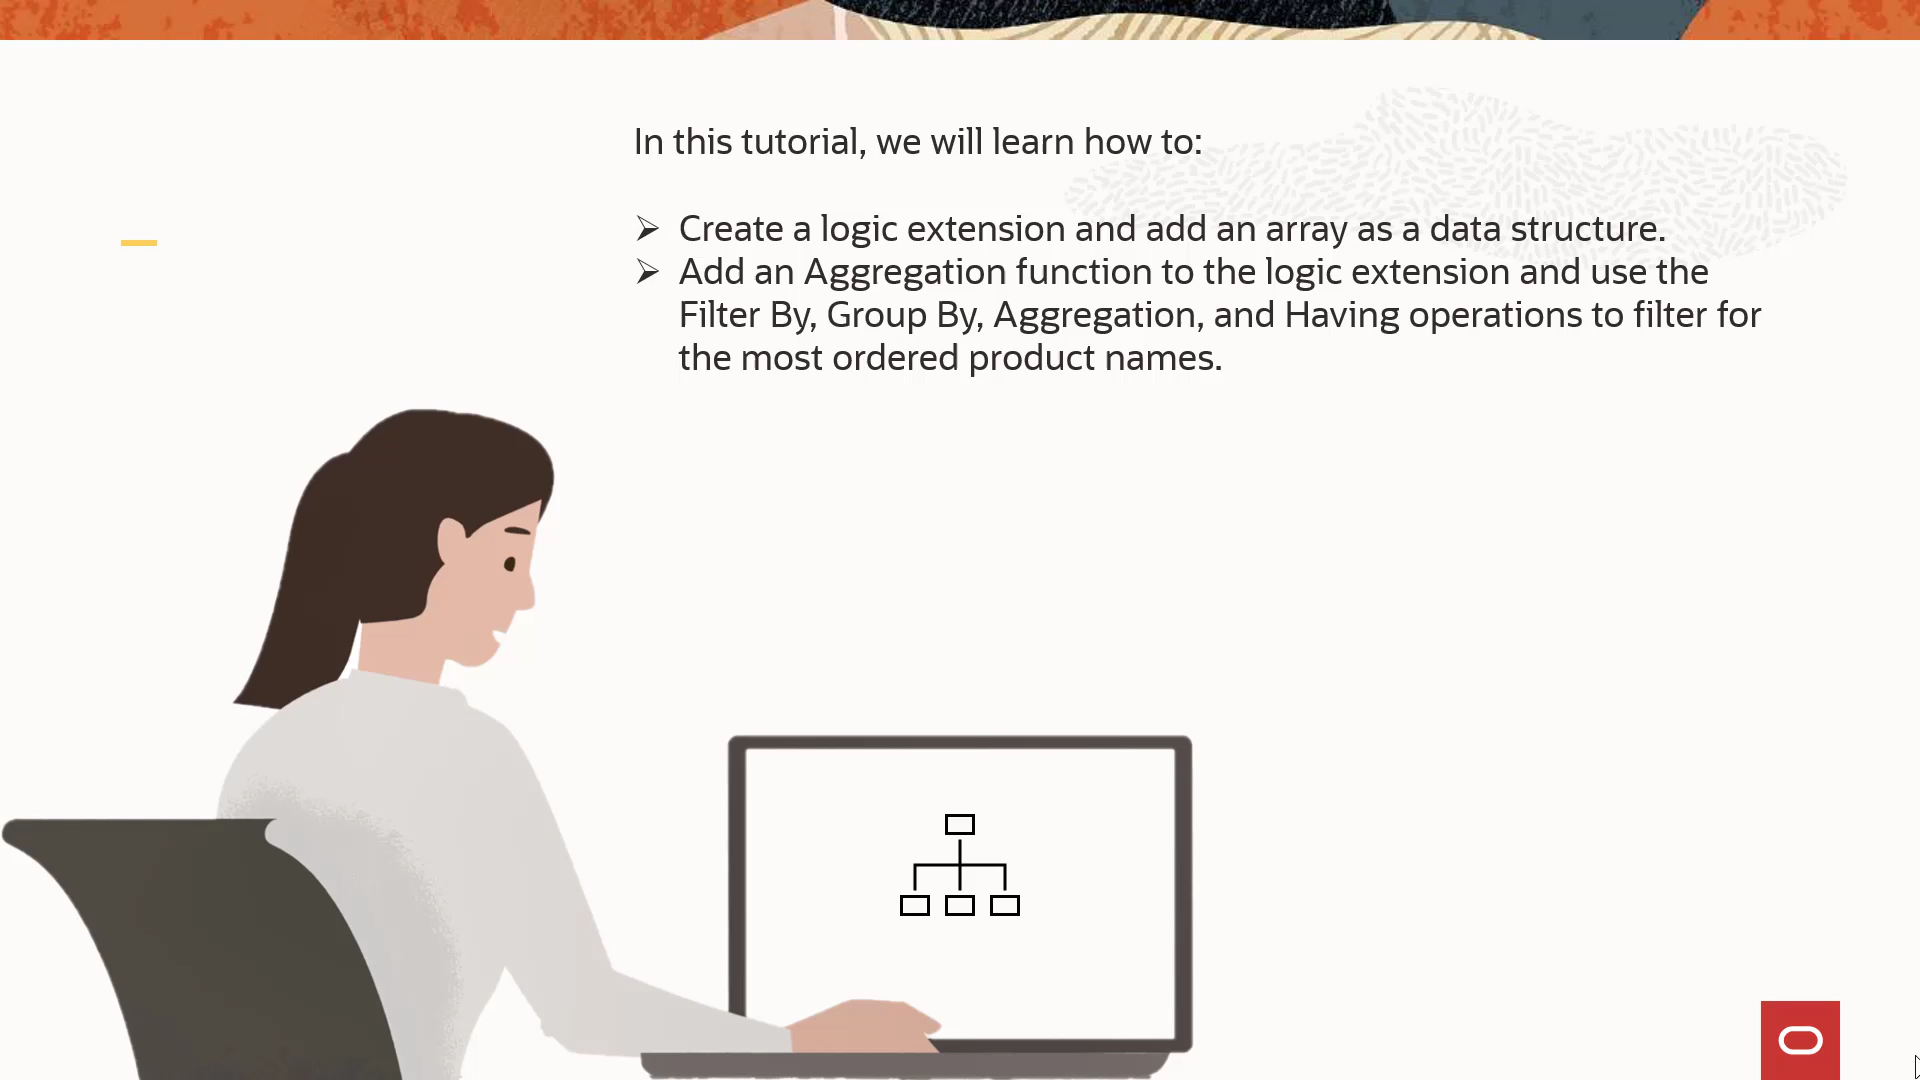 In this tutorial, we will learn how to:
➢ Create a logic extension and add an array as a data structure.
➢ Add an Aggregation function to the logic extension and use the
Filter By, Group By, Aggregation, and Having operations to filter for
the most ordered product names.